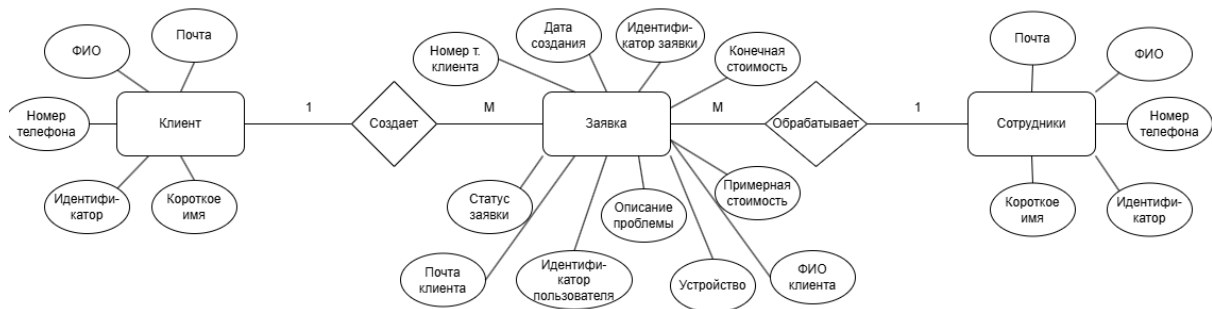 ФИО
Почта
Номер
телефона
Клиент
Идентифи-
катор
Короткое
имя
1
Создает
М
Номер т.
клиента
Дата
создания
Идентифи-
катор заявки
Конечная
стоимость
Заявка
Статус
заявки
Почта
клиента
Идентифи-
катор
пользователя
Описание
проблемы
Примерная
стоимость
Устройство
ФИО
клиента
М
Обрабатывает
1
Почта
ФИО
Номер
телефона
Сотрудники
Короткое
имя
Идентифи-
катор